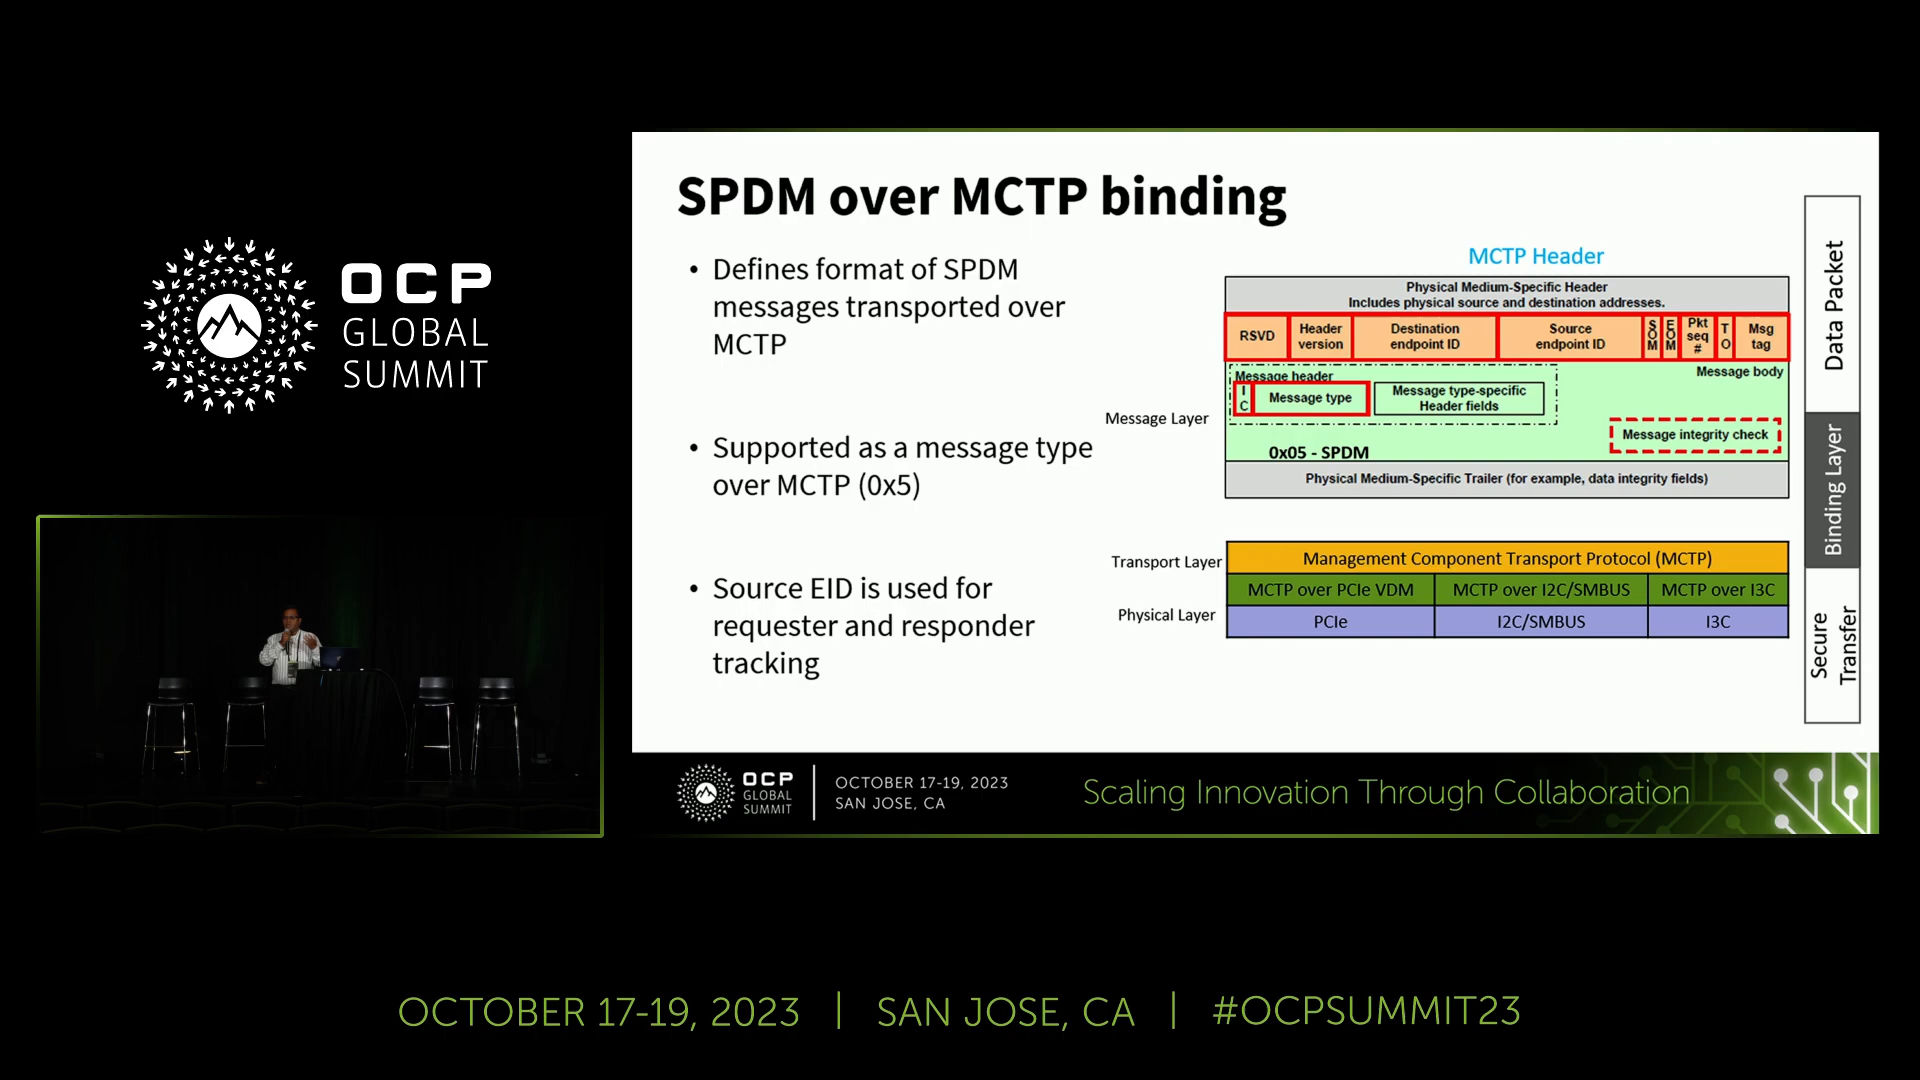 OCP
GLOBAL
SUMMIT
SPDM over MCTP binding
• Defines format of SPDM
messages transported over
MCTP
• Supported as a message type
over MCTP (0x5)
• Source EID is used for
requester and responder
tracking
MCTP Header
Physical Medium-Specific Header
Includes physical source and destination addresses.
RSVD
Header
version
Destination
endpoint ID
Source
endpoint ID
SOM
EOM
Pkt
seq
#
TO
Msg
tag
Message header
IC
Message type
Message type-specific
Header fields
Message body
Message integrity check
0x05 - SPDM
Physical Medium-Specific Trailer (for example, data integrity fields)
Message Layer
Transport Layer
Management Component Transport Protocol (MCTP)
MCTP over PCIe VDM
MCTP over I2C/SMBUS
MCTP over I3C
Physical Layer
PCIe
I2C/SMBUS
I3C
Data Packet
Binding Layer
Secure
Transfer
OCP
GLOBAL
SUMMIT
OCTOBER 17-19, 2023
SAN JOSE, CA
Scaling Innovation Through Collaboration
OCTOBER 17-19, 2023 | SAN JOSE, CA | #OCPSUMMIT23